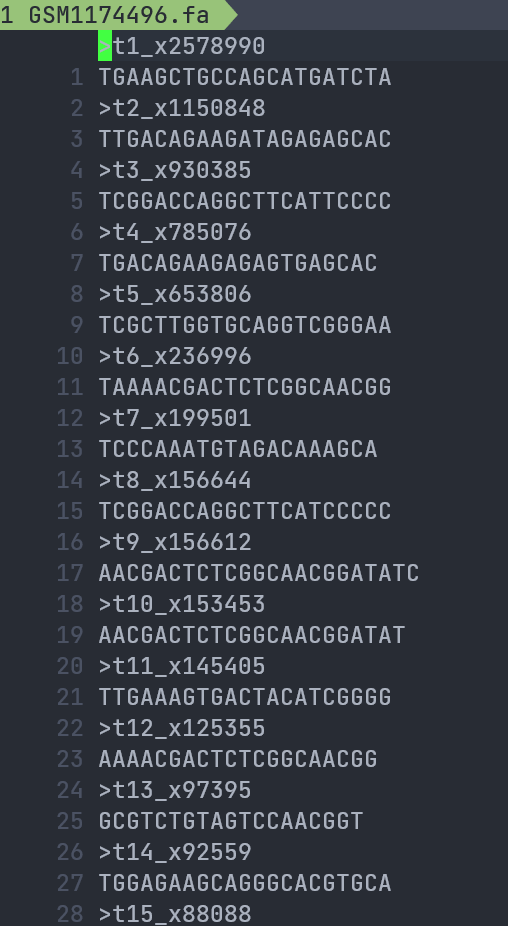 1 GSM1174496.fa
>t1_x2578990
1 TGAAGCTGCCAGCATGATCTA
2 >t2_x1150848
3 TTGACAGAAGATAGAGAGCAC
4 >t3_x930385
5 TCGGACCAGGCTTCATTCCCC
6 >t4_x785076
7 TGACAGAAGAGAGTGAGCAC
8 >t5_x653806
9 TCGCTTGGTGCAGGTCGGGAA
10 >t6_x236996
11 TAAAACGACTCTCGGCAACGG
12 >t7_x199501
13 TCCCAAATGTAGACAAAGCA
14 >t8_x156644
15 TCGGACCAGGCTTCATCCCCC
16 >t9_x156612
17 AACGACTCTCGGCAACGGATATC
18 >t10_x153453
19 AACGACTCTCGGCAACGGATAT
20 >t11_x145405
21 TTGAAAGTGACTACATCGGGG
22 >t12_x125355
23 AAAACGACTCTCGGCAACGG
24 >t13_x97395
25 GCGTCTGTAGTCCAACGGT
26 >t14_x92559
27 TGGAGAAGCAGGGCACGTGCA
28 >t15_x88088